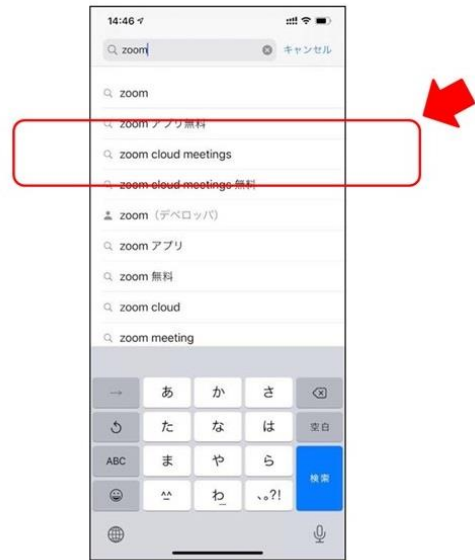 14:46
zoom キャンセル
zoom
zoom アプリ無料
zoom cloud meetings
zoom cloud meetings 無料
zoom（デベロッパ）
zoom アプリ
zoom 無料
zoom cloud
zoom meeting
→ あ か さ
た な は 空白
ABC ま や ら 検索
^^ わ_ 、。?!